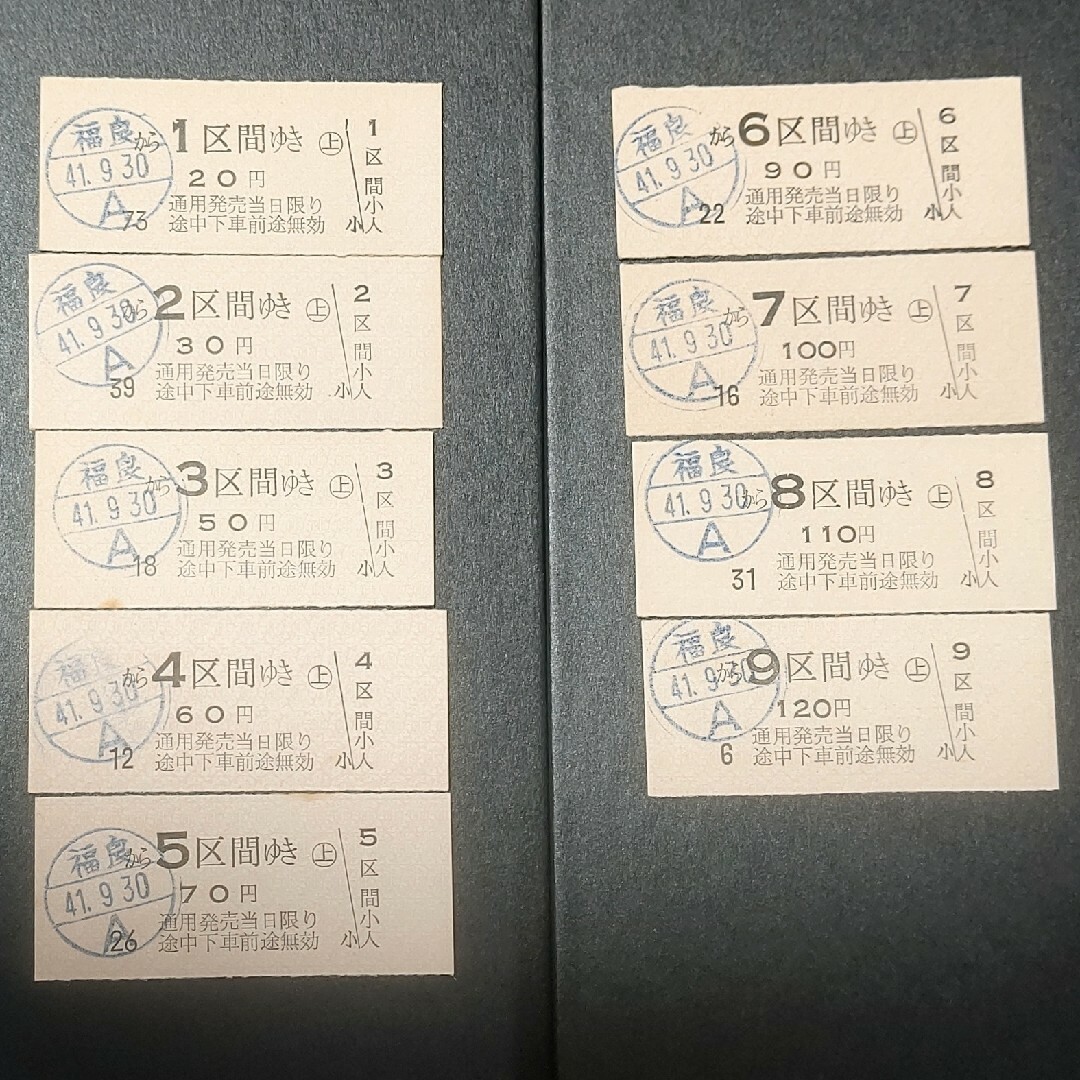 福良
41.9.30
A
から1区間ゆき ㊤
20円
通用発売当日限り
途中下車前途無効
73
小
1区間小人
福良
41.9.30
A
から2区間ゆき ㊤
30円
通用発売当日限り
途中下車前途無効
39
小
2区間小人
福良
41.9.30
A
から3区間ゆき ㊤
50円
通用発売当日限り
途中下車前途無効
18
小
3区間小人
福良
41.9.30
A
から4区間ゆき ㊤
60円
通用発売当日限り
途中下車前途無効
12
小
4区間小人
福良
41.9.30
A
から5区間ゆき ㊤
70円
通用発売当日限り
途中下車前途無効
26
小
5区間小人
福良
41.9.30
A
から6区間ゆき ㊤
90円
通用発売当日限り
途中下車前途無効
22
小
6区間小人
福良
41.9.30
A
から7区間ゆき ㊤
100円
通用発売当日限り
途中下車前途無効
16
小
7区間小人
福良
41.9.30
A
から8区間ゆき ㊤
110円
通用発売当日限り
途中下車前途無効
31
小
8区間小人
福良
41.9.30
A
から9区間ゆき ㊤
120円
通用発売当日限り
途中下車前途無効
6
小
9区間小人